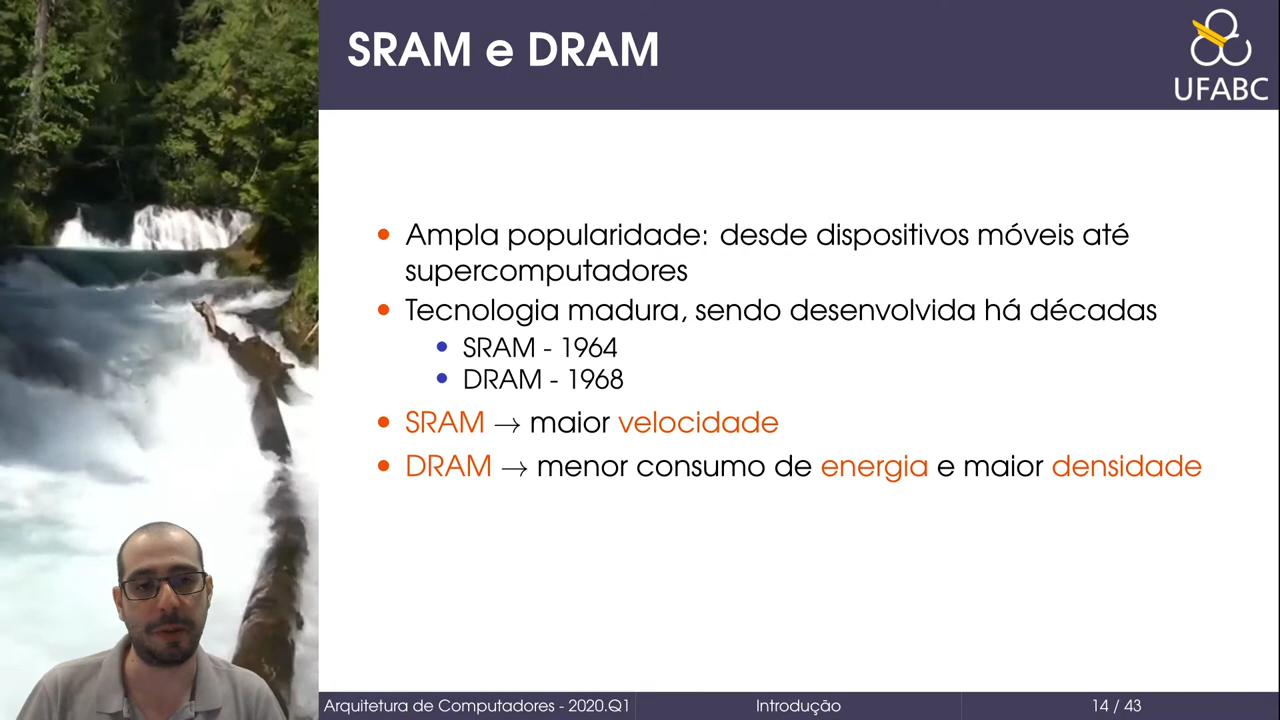 SRAM e DRAM
UFABC
• Ampla popularidade: desde dispositivos móveis até
supercomputadores
• Tecnologia madura, sendo desenvolvida há décadas
• SRAM - 1964
• DRAM - 1968
• SRAM → maior velocidade
• DRAM → menor consumo de energia e maior densidade
Arquitetura de Computadores - 2020.Q1 Introdução 14 / 43